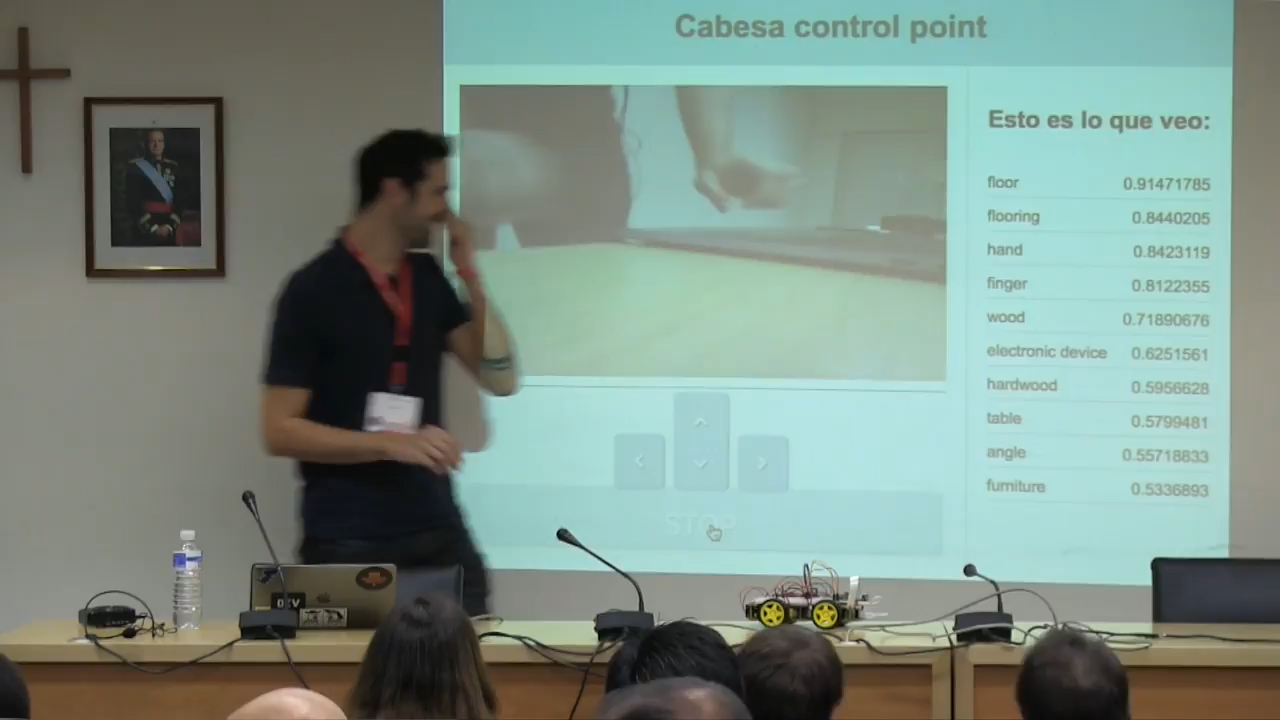 Cabesa control point
Esto es lo que veo:
floor 0.91471785
flooring 0.8440205
hand 0.8423119
finger 0.8122355
wood 0.71890676
electronic device 0.6251561
hardwood 0.5956628
table 0.5799481
angle 0.55718833
furniture 0.5336893
STOP
DEV